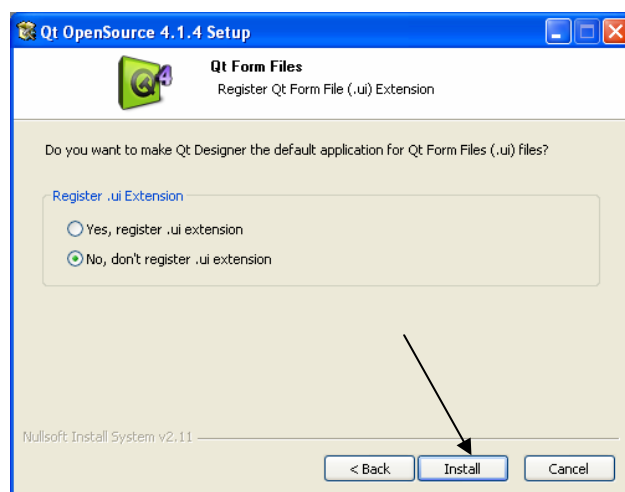 Qt OpenSource 4.1.4 Setup
4
Qt Form Files
Register Qt Form File (.ui) Extension
Do you want to make Qt Designer the default application for Qt Form Files (.ui) files?
Register .ui Extension
Yes, register .ui extension
No, don't register .ui extension
Nullsoft Install System v2.11
< Back Install Cancel